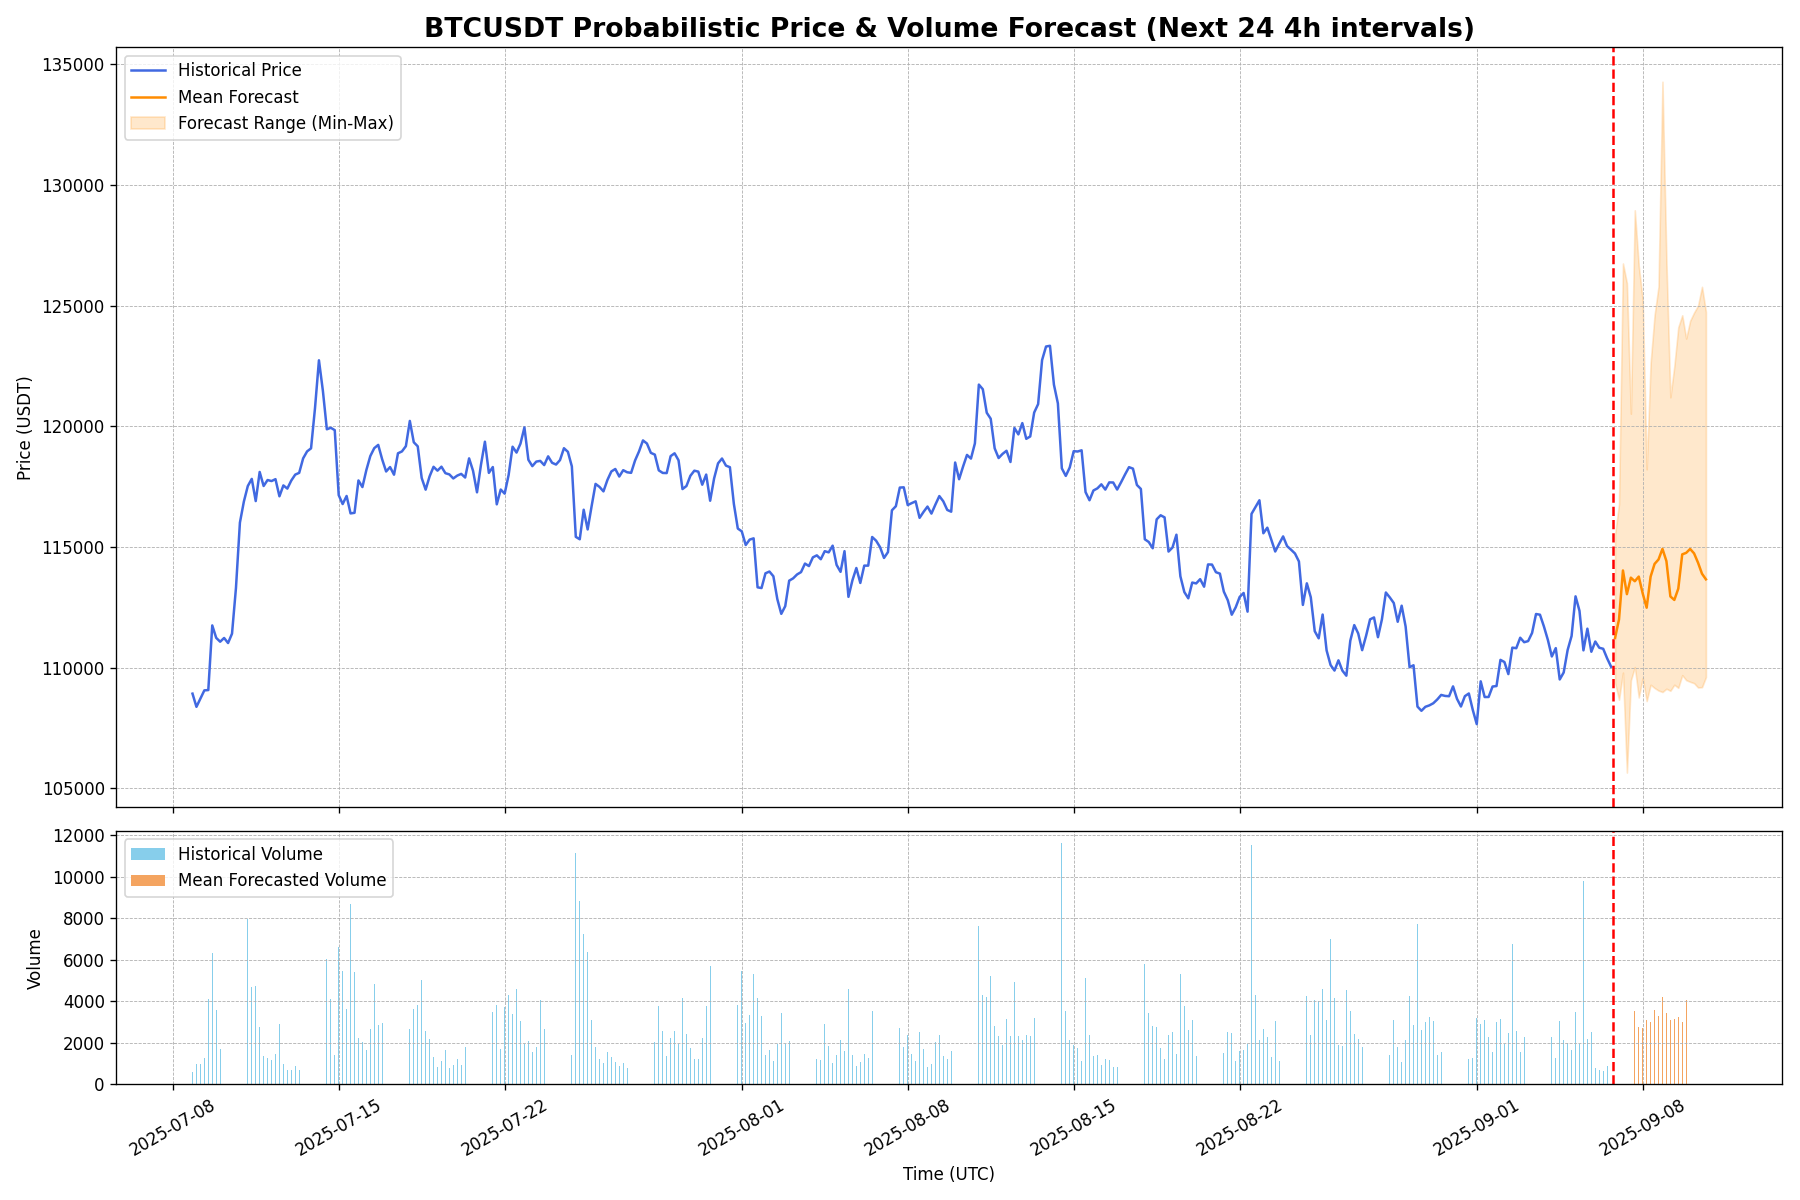 BTCUSDT Probabilistic Price & Volume Forecast (Next 24 4h intervals)
Historical Price
Mean Forecast
Forecast Range (Min-Max)
Price (USDT)
135000
130000
125000
120000
115000
110000
105000
Historical Volume
Mean Forecasted Volume
Volume
12000
10000
8000
6000
4000
2000
0
2025-07-08
2025-07-15
2025-07-22
2025-08-01
2025-08-08
2025-08-15
2025-08-22
2025-09-01
2025-09-08
Time (UTC)